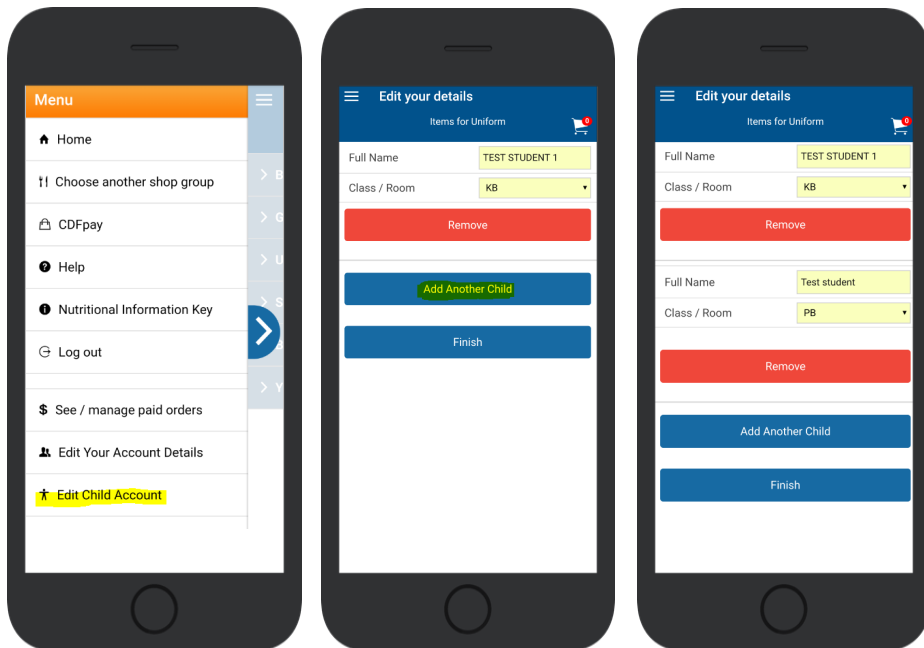 Menu
Home
Choose another shop group
CDFpay
Help
Nutritional Information Key
Log out
See / manage paid orders
Edit Your Account Details
Edit Child Account
> B
> G
> U
> S
B
> Y
Edit your details
Items for Uniform
0
Full Name TEST STUDENT 1
Class / Room KB
Remove
Add Another Child
Finish
Edit your details
Items for Uniform
0
Full Name TEST STUDENT 1
Class / Room KB
Remove
Full Name Test student
Class / Room PB
Remove
Add Another Child
Finish